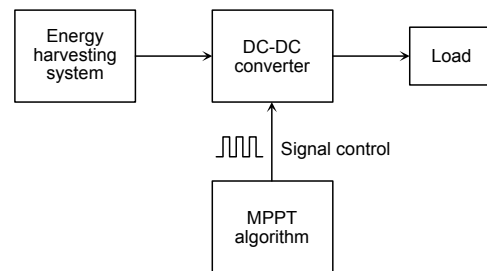 Energy
harvesting
system
DC-DC
converter
Load
Signal control
MPPT
algorithm